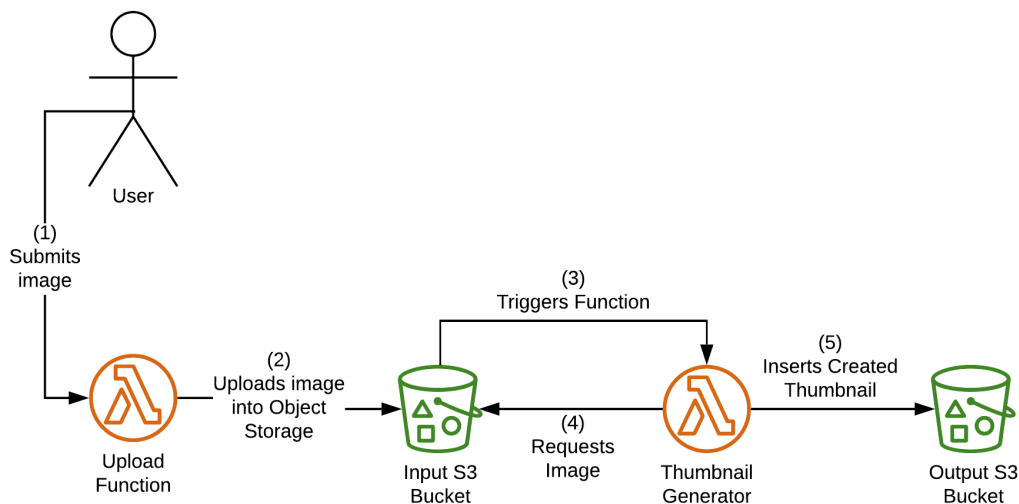 User
(1)
Submits
image
(2)
Uploads image
into Object
Storage
Upload
Function
(3)
Triggers Function
(4)
Requests
Image
(5)
Inserts Created
Thumbnail
Input S3
Bucket
Thumbnail
Generator
Output S3
Bucket